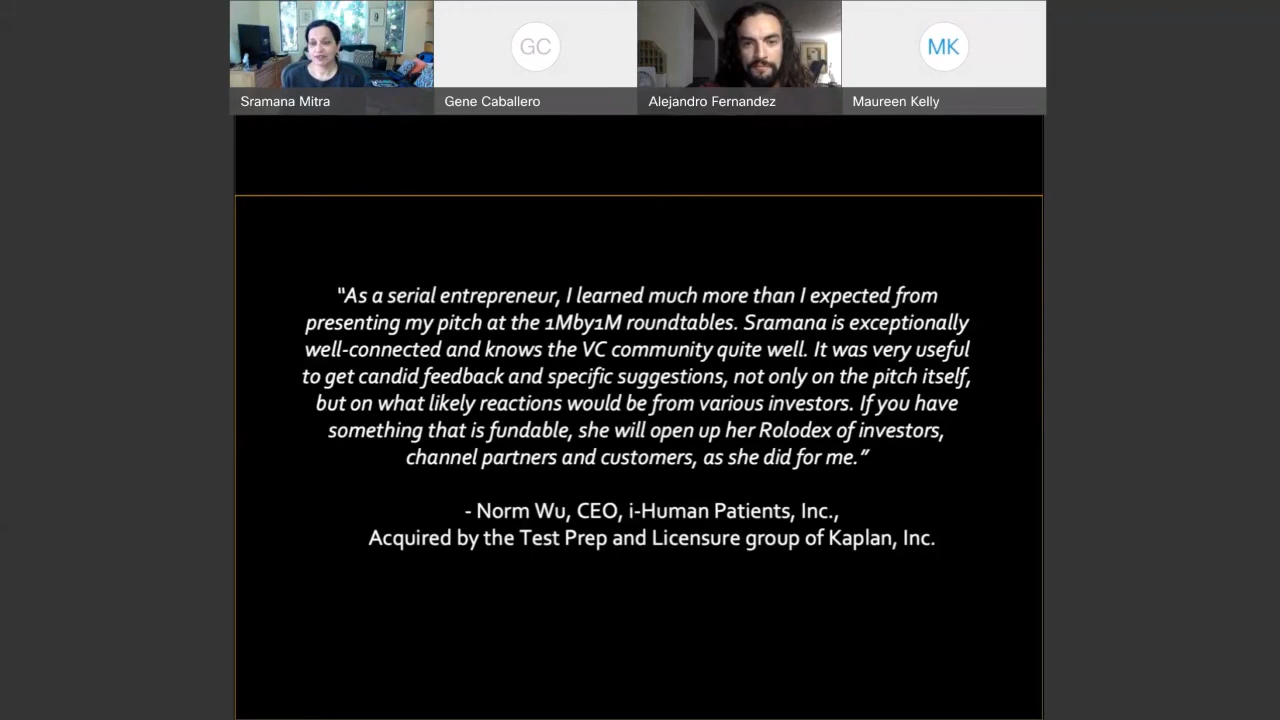 GC
MK
Sramana Mitra
Gene Caballero
Alejandro Fernandez
Maureen Kelly
“As a serial entrepreneur, I learned much more than I expected from
presenting my pitch at the 1Mby1M roundtables. Sramana is exceptionally
well-connected and knows the VC community quite well. It was very useful
to get candid feedback and specific suggestions, not only on the pitch itself,
but on what likely reactions would be from various investors. If you have
something that is fundable, she will open up her Rolodex of investors,
channel partners and customers, as she did for me.”
- Norm Wu, CEO, i-Human Patients, Inc.,
Acquired by the Test Prep and Licensure group of Kaplan, Inc.